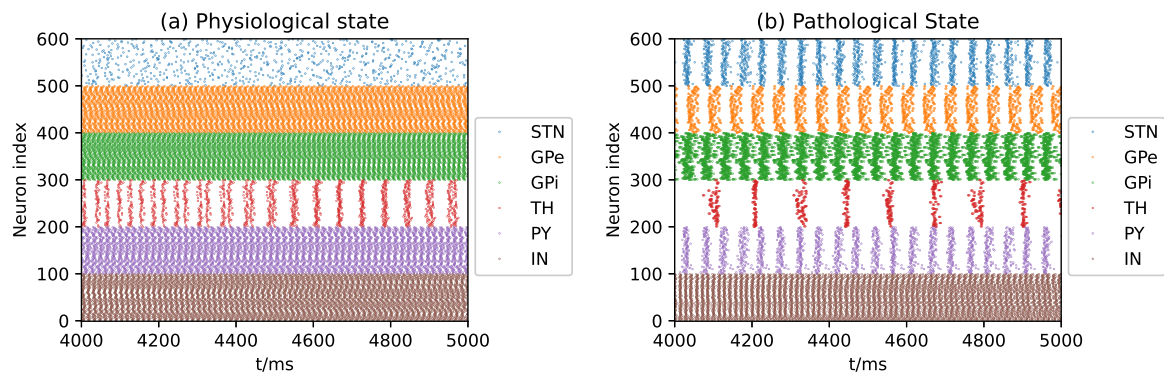 (a) Physiological state
600
500
400
300
200
100
0
Neuron index
4000
4200
4400
4600
4800
5000
t/ms
STN
GPe
GPi
TH
PY
IN
(b) Pathological State
600
500
400
300
200
100
0
Neuron index
4000
4200
4400
4600
4800
5000
t/ms
STN
GPe
GPi
TH
PY
IN